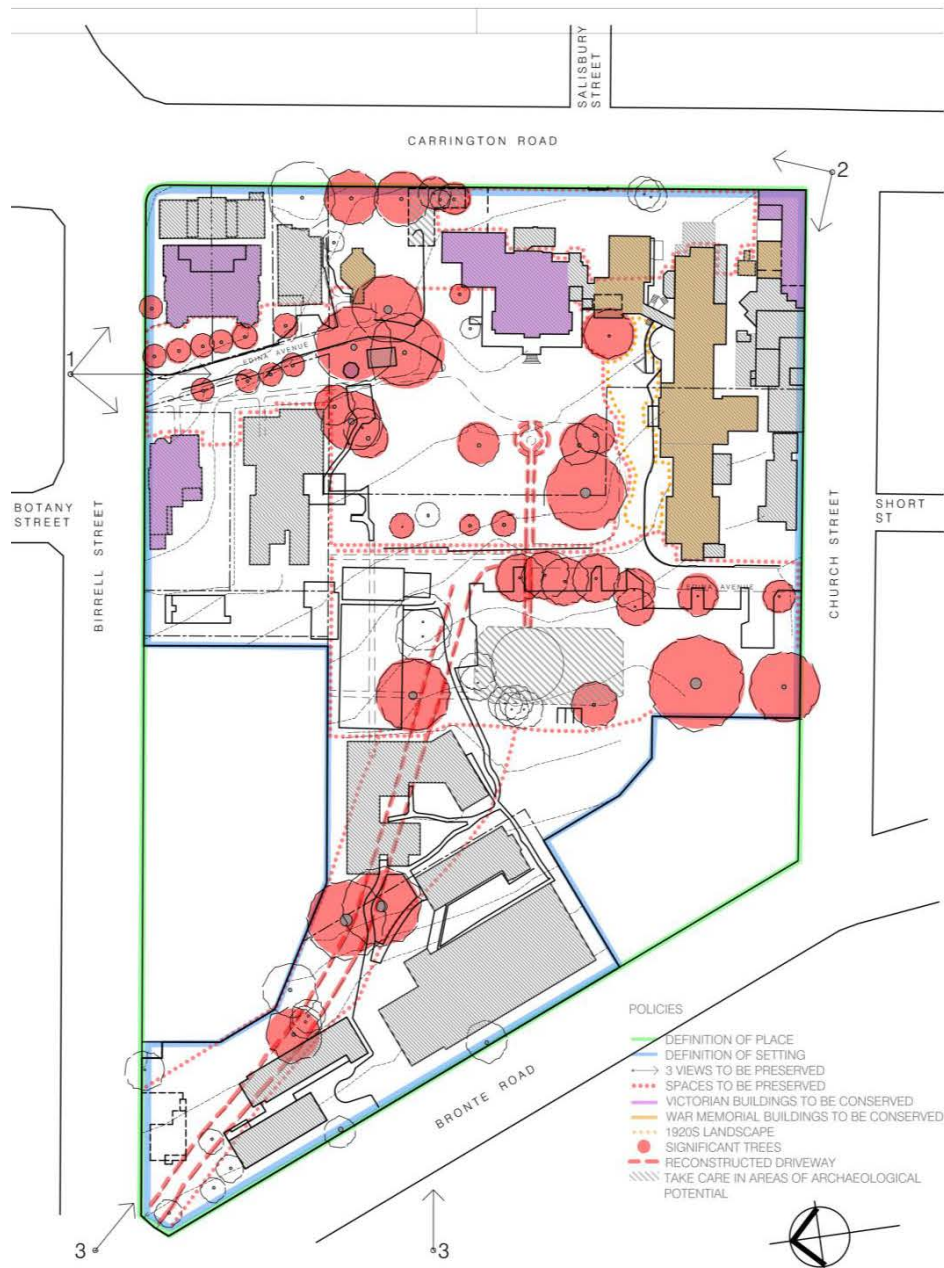 SALISBURY
STREET
CARRINGTON ROAD
2
1
EDINA AVENUE
BOTANY
STREET
BIRRELL STREET
CHURCH STREET
SHORT
ST
EDINA AVENUE
BRONTE ROAD
POLICIES
DEFINITION OF PLACE
DEFINITION OF SETTING
3 VIEWS TO BE PRESERVED
SPACES TO BE PRESERVED
VICTORIAN BUILDINGS TO BE CONSERVED
WAR MEMORIAL BUILDINGS TO BE CONSERVED
1920S LANDSCAPE
SIGNIFICANT TREES
RECONSTRUCTED DRIVEWAY
TAKE CARE IN AREAS OF ARCHAEOLOGICAL
POTENTIAL
3
3